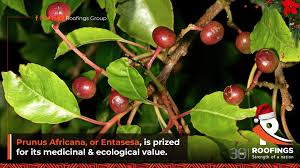 Roofings Group
Prunus Africana, or Entasesa, is prized
for its medicinal & ecological value.
ROOFINGS
Strength of a nation